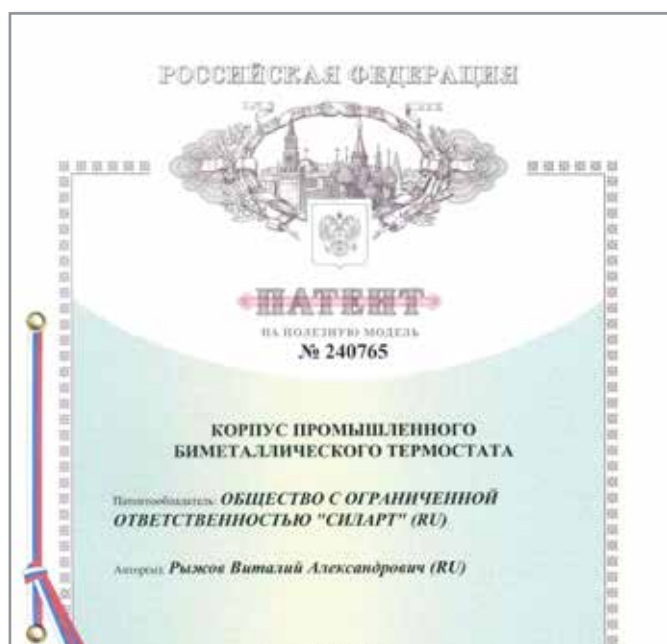 РОССИЙСКАЯ ФЕДЕРАЦИЯ
ПАТЕНТ
НА ПОЛЕЗНУЮ МОДЕЛЬ
№ 240765
КОРПУС ПРОМЫШЛЕННОГО
БИМЕТАЛЛИЧЕСКОГО ТЕРМОСТАТА
Патентообладатель: ОБЩЕСТВО С ОГРАНИЧЕННОЙ
ОТВЕТСТВЕННОСТЬЮ "СИЛАРТ" (RU)
Автор(ы): Рыжов Виталий Александрович (RU)